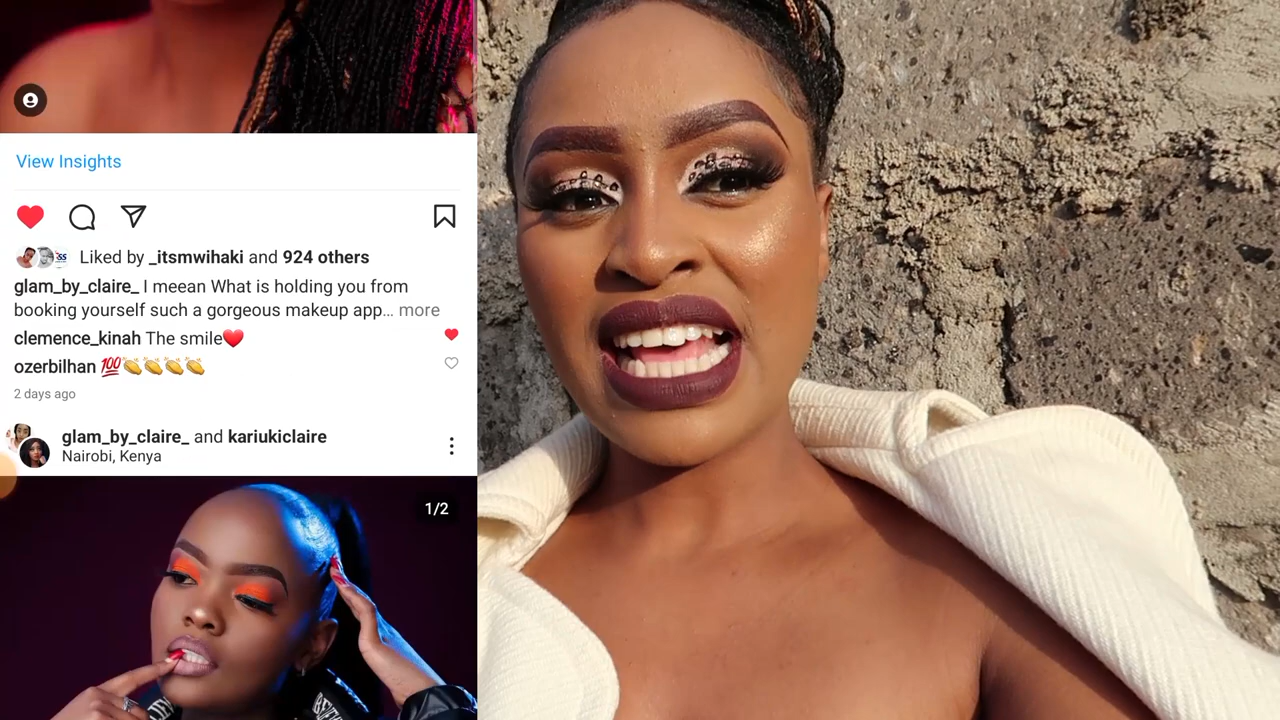 View Insights
Liked by _itsmwihaki and 924 others
glam_by_claire_ I meean What is holding you from
booking yourself such a gorgeous makeup app… more
clemence_kinah The smile❤️
ozerbilhan 💯👏👏👏👏
2 days ago
glam_by_claire_ and kariukiclaire
Nairobi, Kenya
1/2